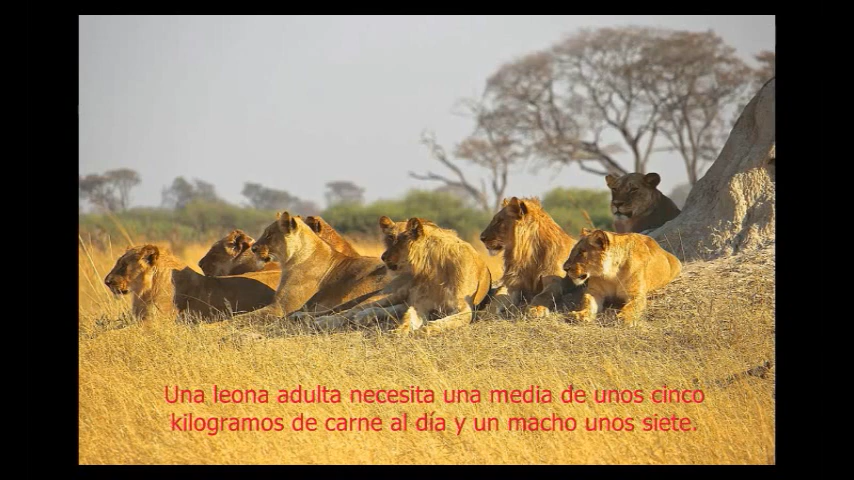 Una leona adulta necesita una media de unos cinco
kilogramos de carne al día y un macho unos siete.